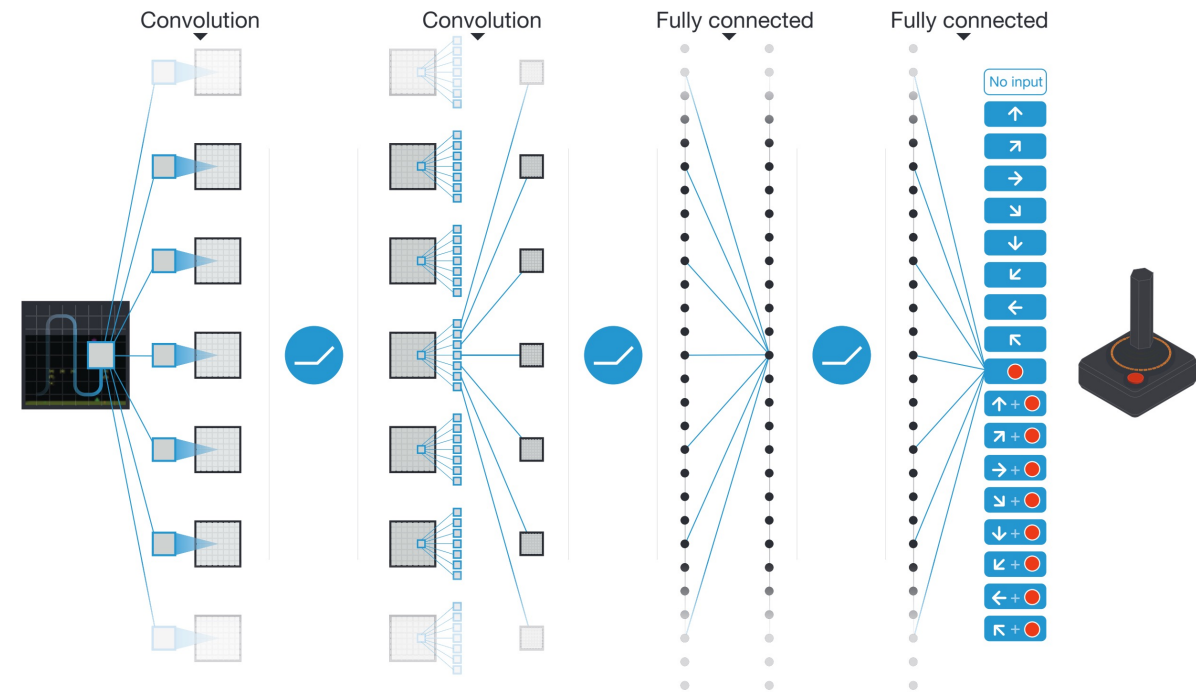 Convolution
Convolution
Fully connected
Fully connected
No input
+
+
+
+
+
+
+
+